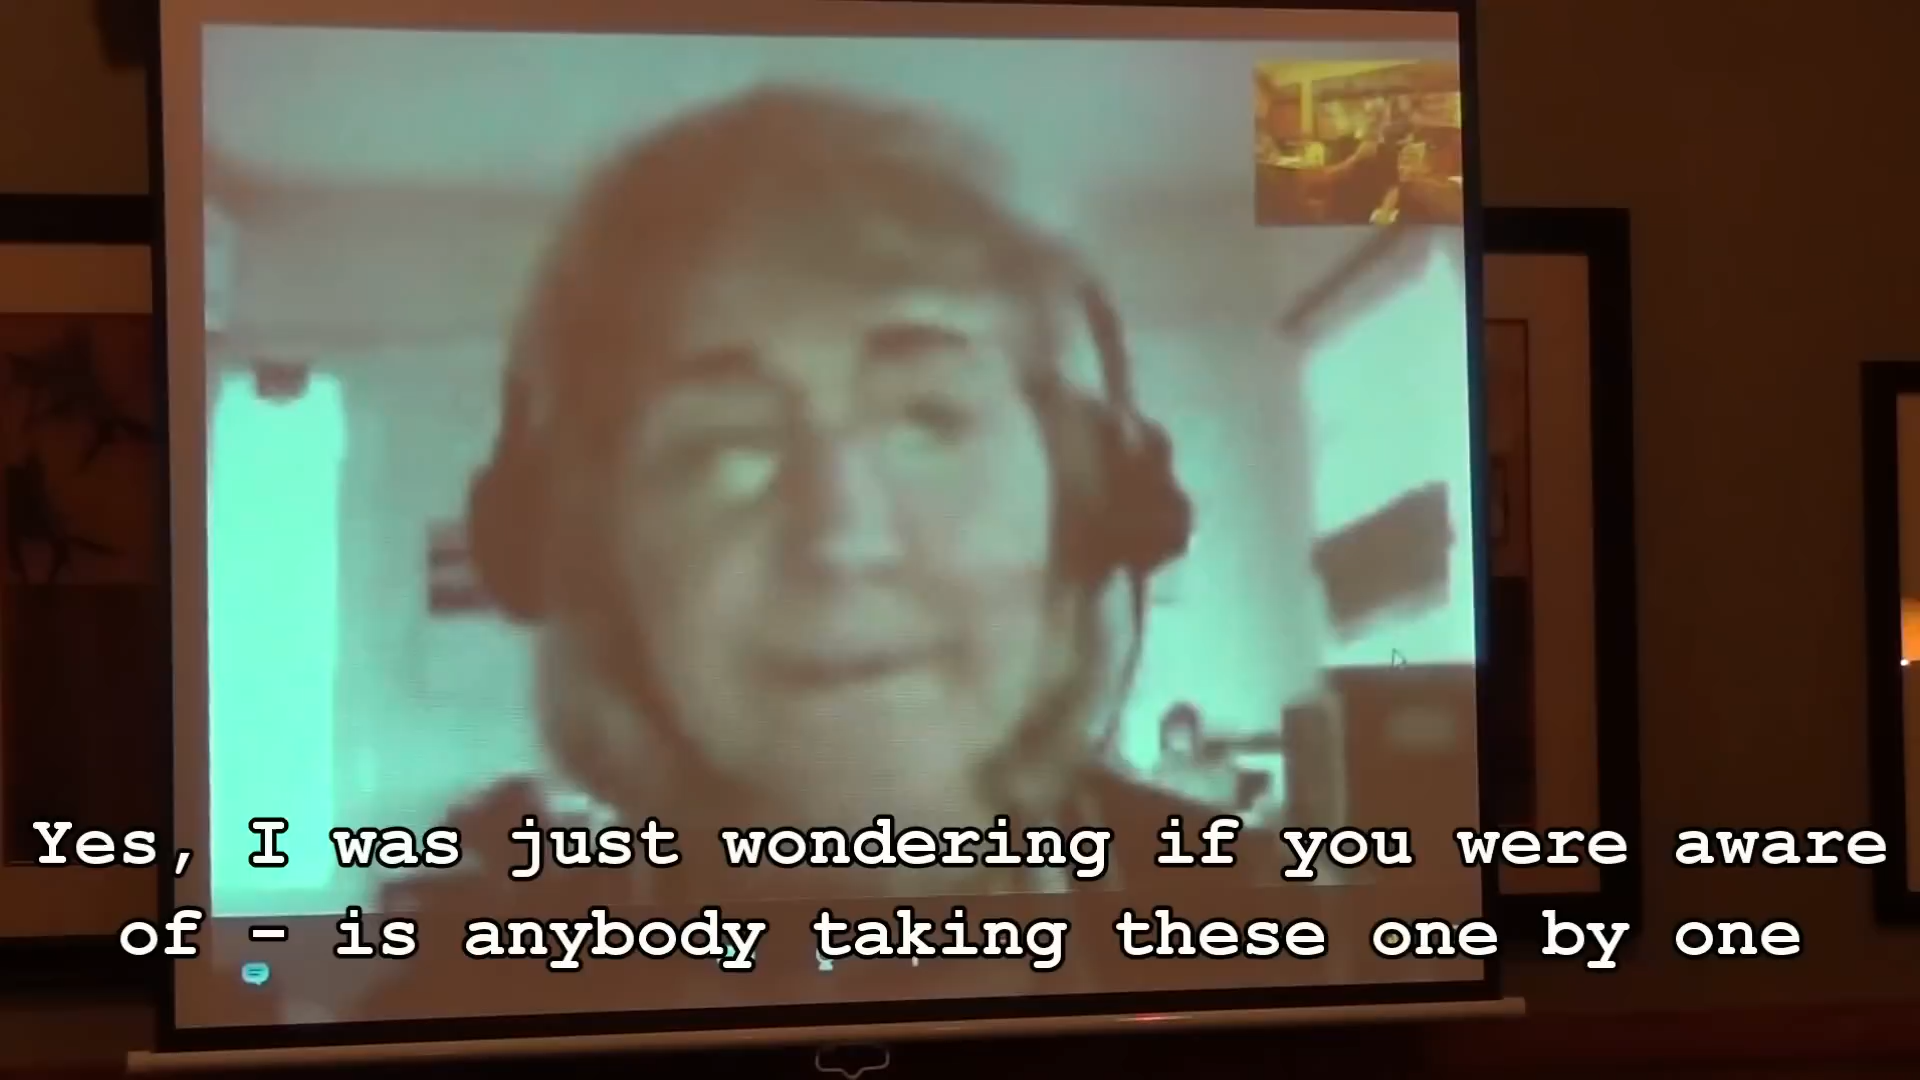 Yes, I was just wondering if you were aware
of - is anybody taking these one by one